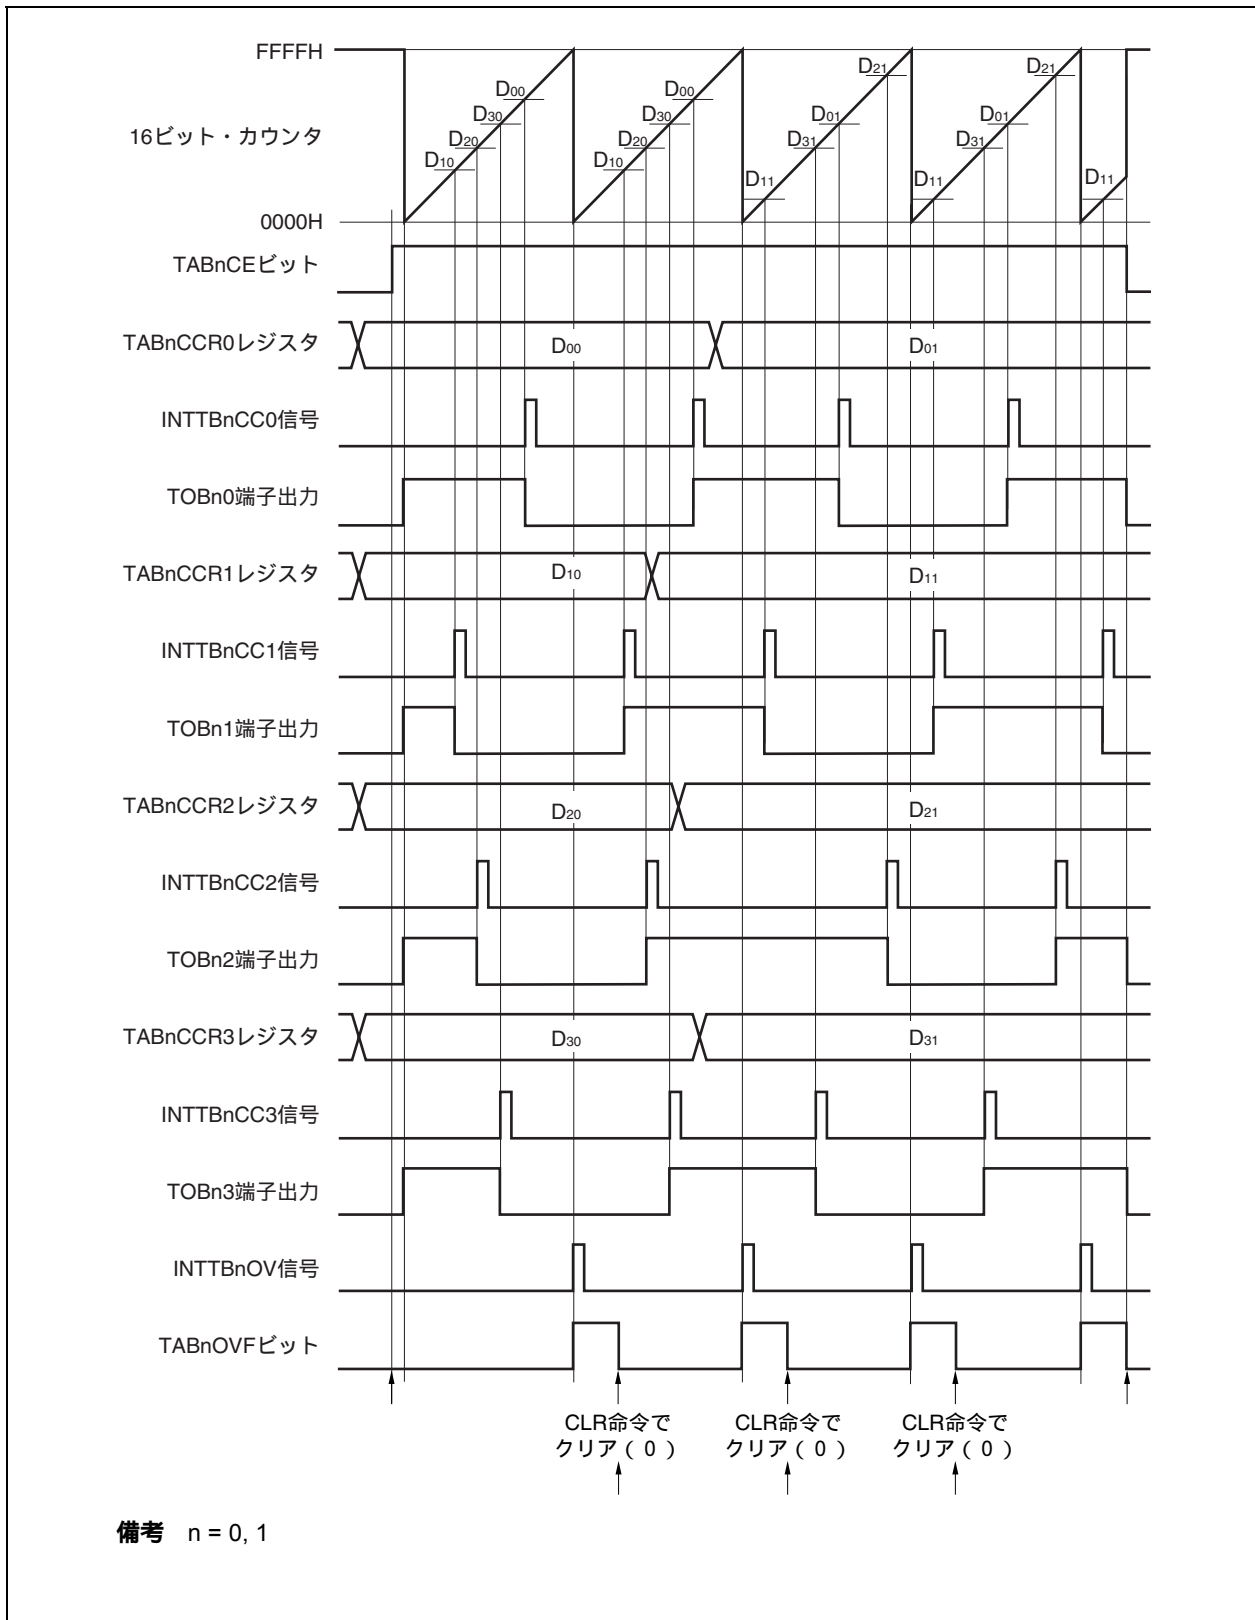 FFFFH
D00 D00 D21 D21
D30 D30 D01 D01
16ビット・カウンタ
D20 D20 D31 D31
D10 D10 D11 D11 D11
0000H
TABnCEビット
TABnCCR0レジスタ D00 D01
INTTBnCC0信号
TOBn0端子出力
TABnCCR1レジスタ D10 D11
INTTBnCC1信号
TOBn1端子出力
TABnCCR2レジスタ D20 D21
INTTBnCC2信号
TOBn2端子出力
TABnCCR3レジスタ D30 D31
INTTBnCC3信号
TOBn3端子出力
INTTBnOV信号
TABnOVFビット
CLR命令で CLR命令で CLR命令で
クリア（0） クリア（0） クリア（0）
備考 n = 0, 1